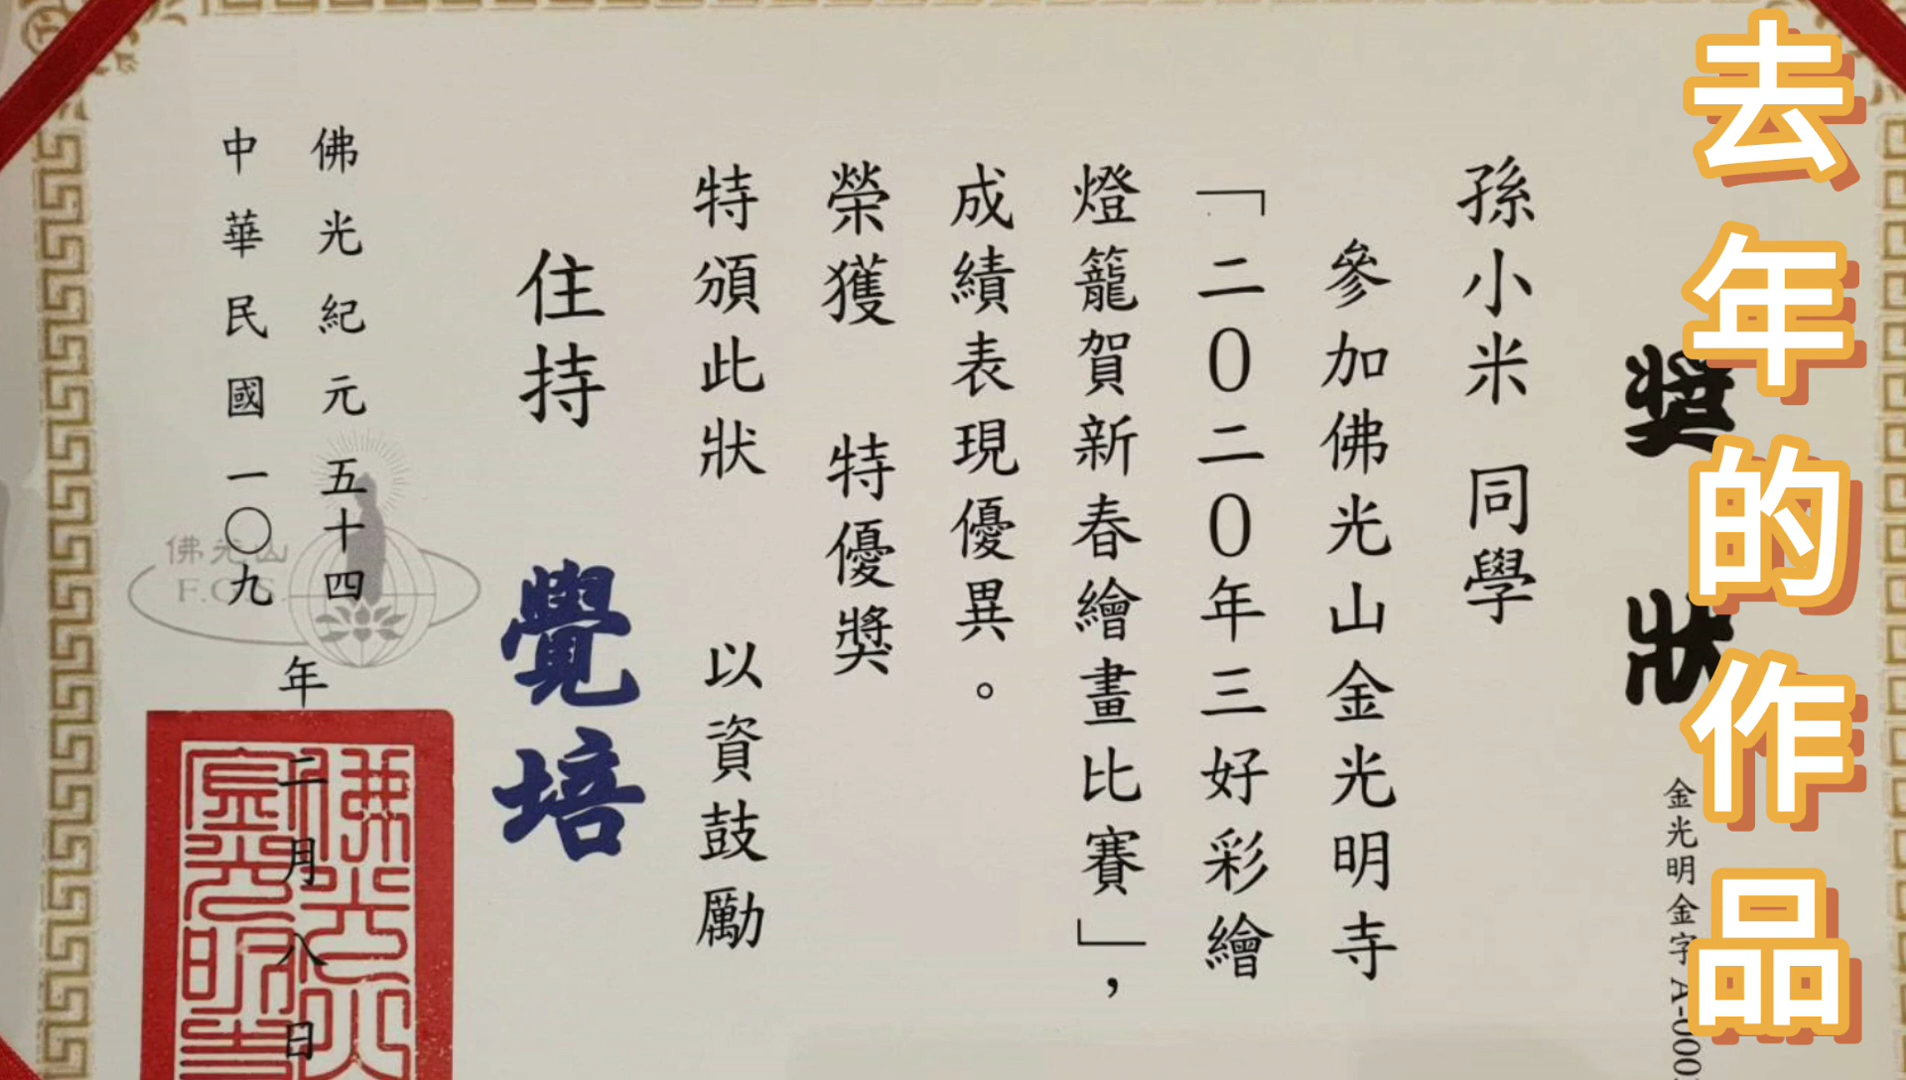 去年的作品
獎狀
金光明金字A-000
孫小米 同學
參加佛光山金光明寺
「二0二0年三好彩繪
燈籠賀新春繪畫比賽」，
成績表現優異。
榮獲 特優獎
特頒此狀 以資鼓勵
住持 覺培
佛光紀元五十四
中華民國一〇九
年二月八日
佛光山
F.G.S.